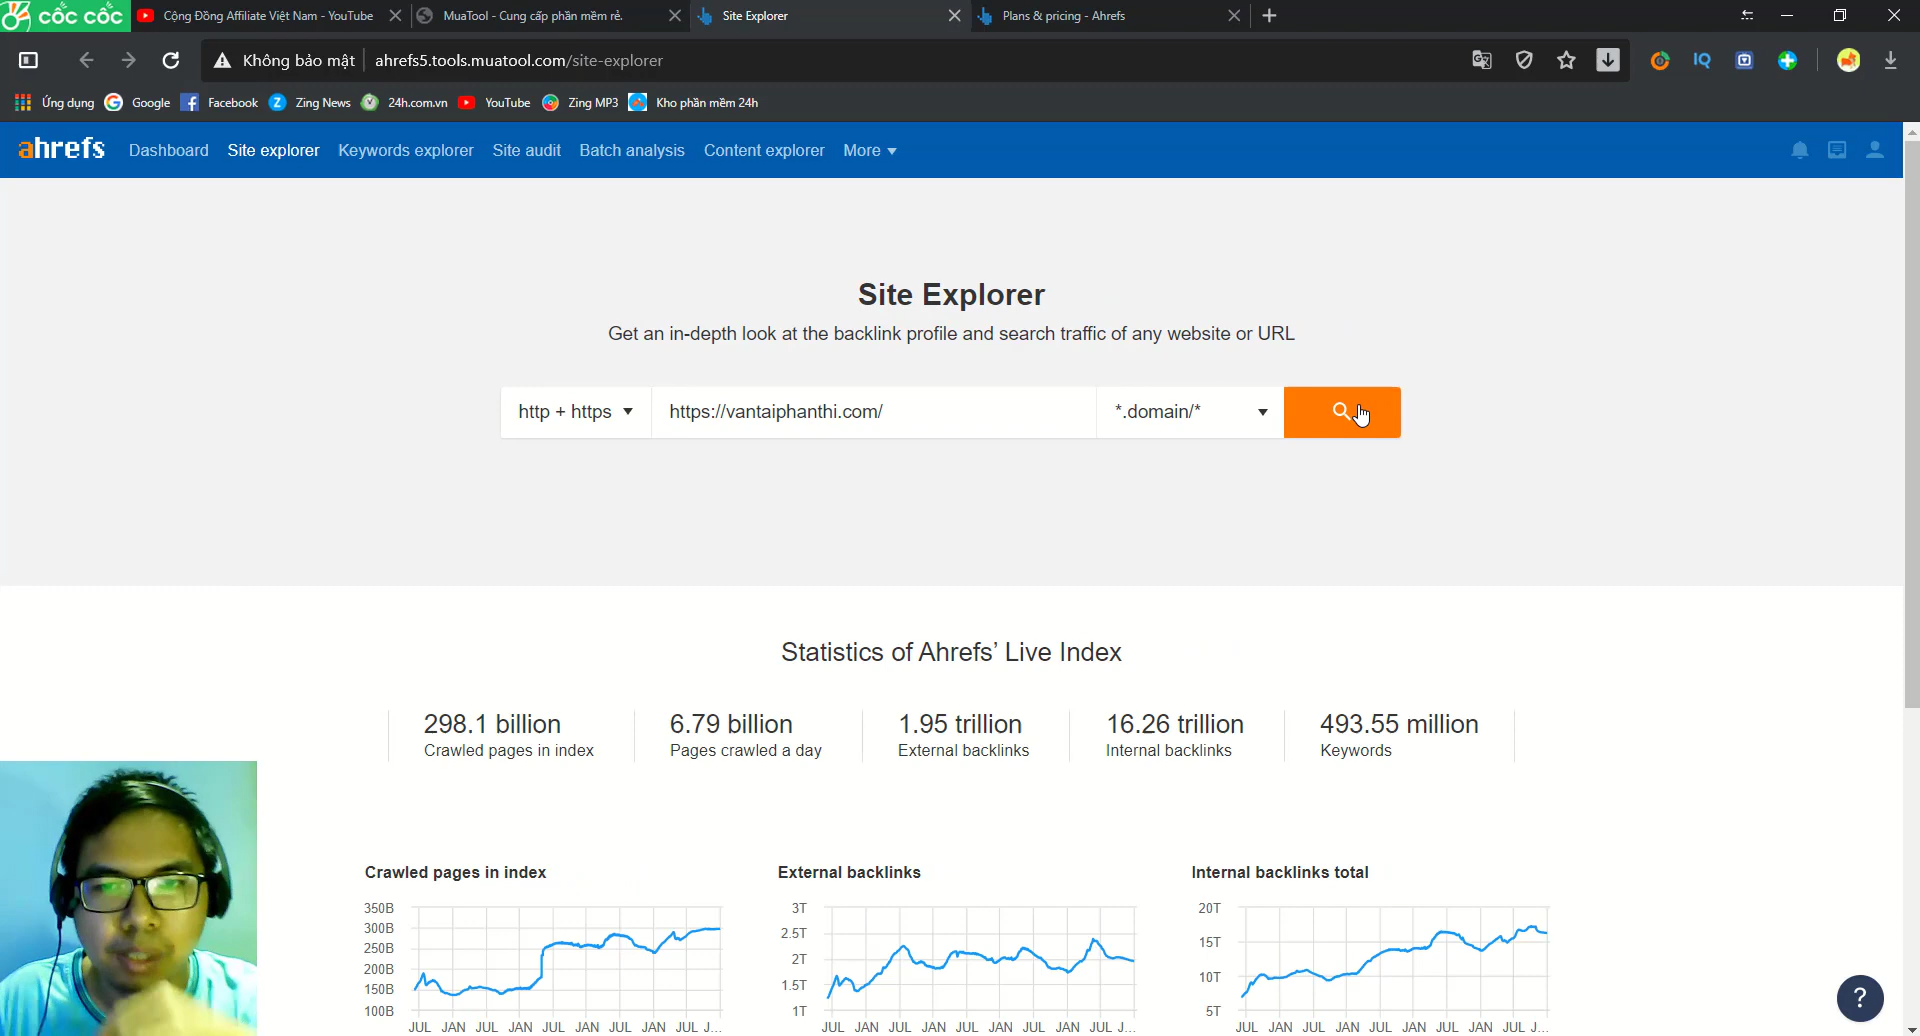 cốc cốc
Cộng Đồng Affiliate Việt Nam - YouTube
MuaTool - Cung cấp phần mềm rẻ.
Site Explorer
Plans & pricing - Ahrefs
Không bảo mật
ahrefs5.tools.muatool.com/site-explorer
IQ
Ứng dụng
Google
Facebook
Zing News
24h.com.vn
YouTube
Zing MP3
Kho phần mềm 24h
ahrefs
Dashboard
Site explorer
Keywords explorer
Site audit
Batch analysis
Content explorer
More
Site Explorer
Get an in-depth look at the backlink profile and search traffic of any website or URL
http + https
https://vantaiphanthi.com/
*.domain/*
Statistics of Ahrefs’ Live Index
298.1 billion
Crawled pages in index
6.79 billion
Pages crawled a day
1.95 trillion
External backlinks
16.26 trillion
Internal backlinks
493.55 million
Keywords
Crawled pages in index
350B
300B
250B
200B
150B
100B
JUL JAN JUL JAN JUL JAN JUL JAN JUL J...
External backlinks
3T
2.5T
2T
1.5T
1T
JUL JAN JUL JAN JUL JAN JUL JAN JUL J...
Internal backlinks total
20T
15T
10T
5T
JUL JAN JUL JAN JUL JAN JUL JAN JUL J...
?